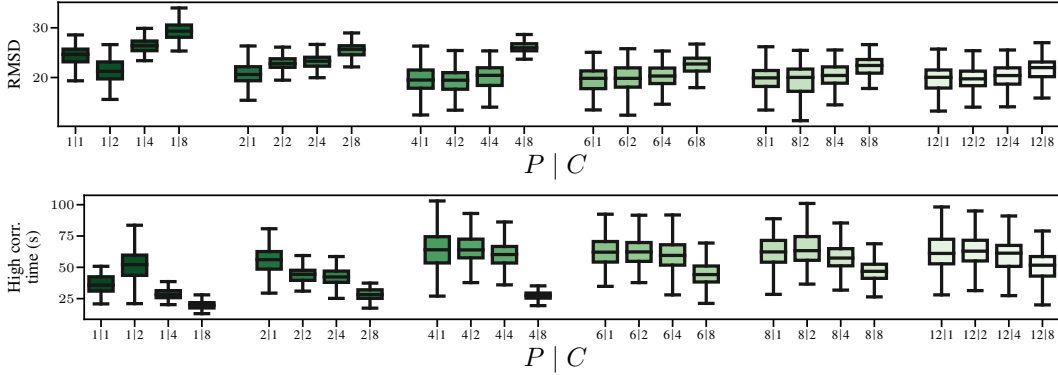 RMSD
30
20
1|1 1|2 1|4 1|8 2|1 2|2 2|4 2|8 4|1 4|2 4|4 4|8 6|1 6|2 6|4 6|8 8|1 8|2 8|4 8|8 12|1 12|2 12|4 12|8
P | C
High corr.
time (s)
100
75
50
25
1|1 1|2 1|4 1|8 2|1 2|2 2|4 2|8 4|1 4|2 4|4 4|8 6|1 6|2 6|4 6|8 8|1 8|2 8|4 8|8 12|1 12|2 12|4 12|8
P | C